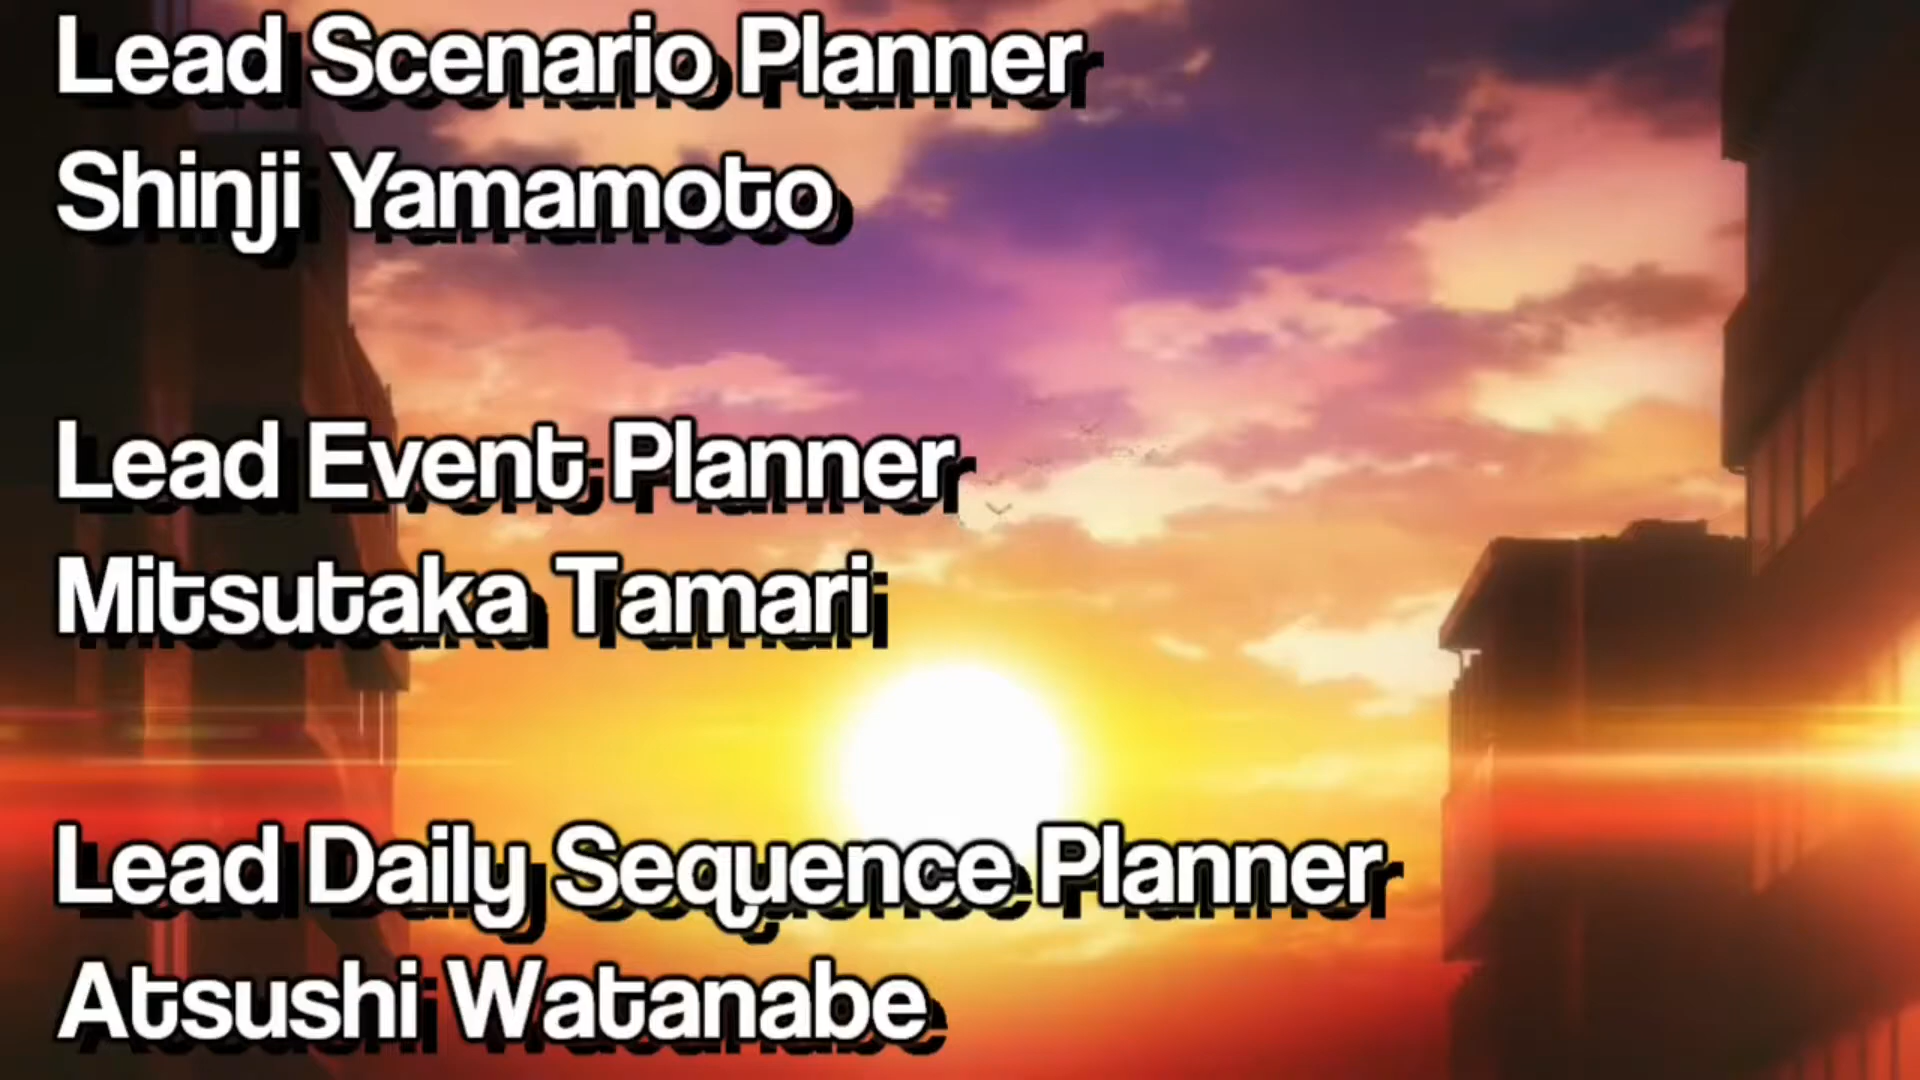 Lead Scenario Planner
Shinji Yamamoto
Lead Event Planner
Mitsutaka Tamari
Lead Daily Sequence Planner
Atsushi Watanabe